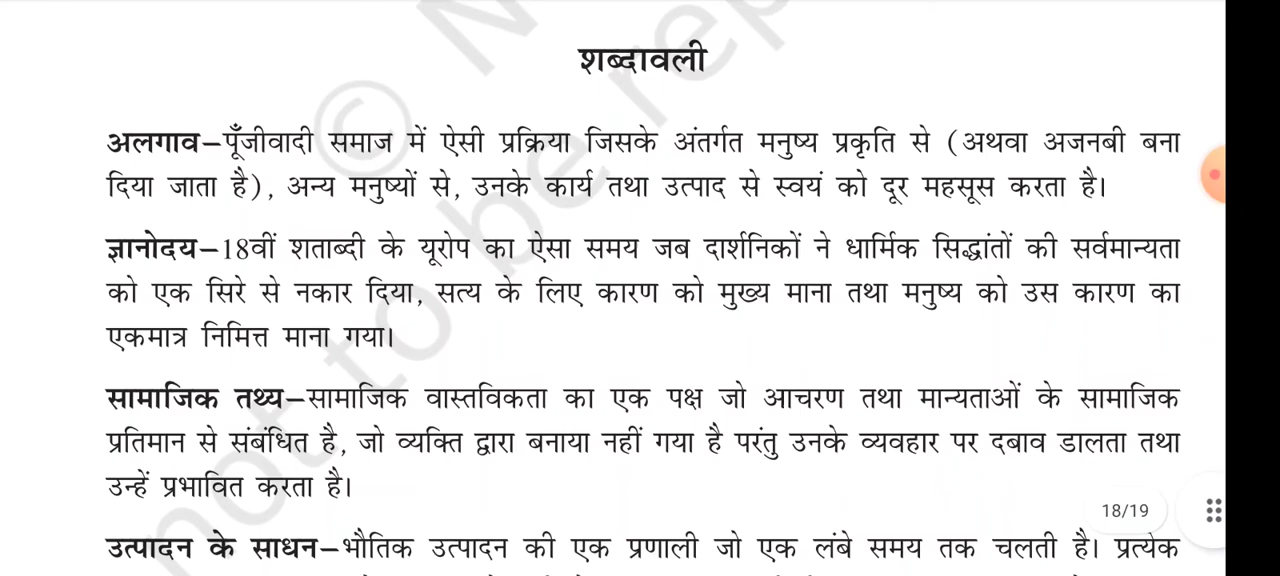 शब्दावली
अलगाव–पूँजीवादी समाज में ऐसी प्रक्रिया जिसके अंतर्गत मनुष्य प्रकृति से (अथवा अजनबी बना
दिया जाता है), अन्य मनुष्यों से, उनके कार्य तथा उत्पाद से स्वयं को दूर महसूस करता है।
ज्ञानोदय–18वीं शताब्दी के यूरोप का ऐसा समय जब दार्शनिकों ने धार्मिक सिद्धांतों की सर्वमान्यता
को एक सिरे से नकार दिया, सत्य के लिए कारण को मुख्य माना तथा मनुष्य को उस कारण का
एकमात्र निमित्त माना गया।
सामाजिक तथ्य–सामाजिक वास्तविकता का एक पक्ष जो आचरण तथा मान्यताओं के सामाजिक
प्रतिमान से संबंधित है, जो व्यक्ति द्वारा बनाया नहीं गया है परंतु उनके व्यवहार पर दबाव डालता तथा
उन्हें प्रभावित करता है।
18/19
उत्पादन के साधन–भौतिक उत्पादन की एक प्रणाली जो एक लंबे समय तक चलती है। प्रत्येक
© N
not to be rep